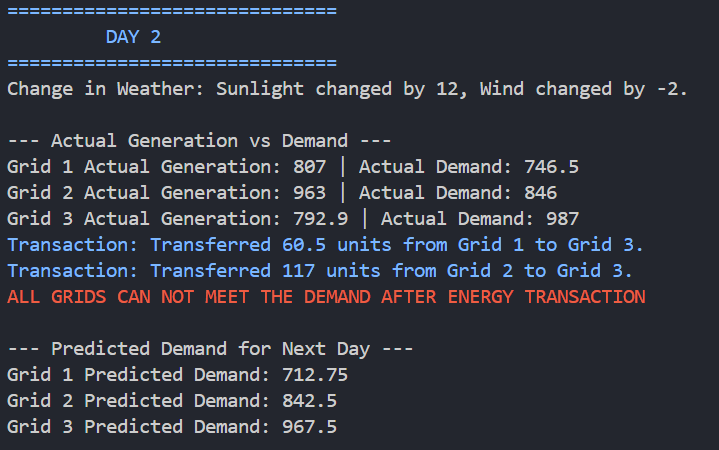 ==============================
DAY 2
==============================
Change in Weather: Sunlight changed by 12, Wind changed by -2.
--- Actual Generation vs Demand ---
Grid 1 Actual Generation: 807 | Actual Demand: 746.5
Grid 2 Actual Generation: 963 | Actual Demand: 846
Grid 3 Actual Generation: 792.9 | Actual Demand: 987
Transaction: Transferred 60.5 units from Grid 1 to Grid 3.
Transaction: Transferred 117 units from Grid 2 to Grid 3.
ALL GRIDS CAN NOT MEET THE DEMAND AFTER ENERGY TRANSACTION
--- Predicted Demand for Next Day ---
Grid 1 Predicted Demand: 712.75
Grid 2 Predicted Demand: 842.5
Grid 3 Predicted Demand: 967.5